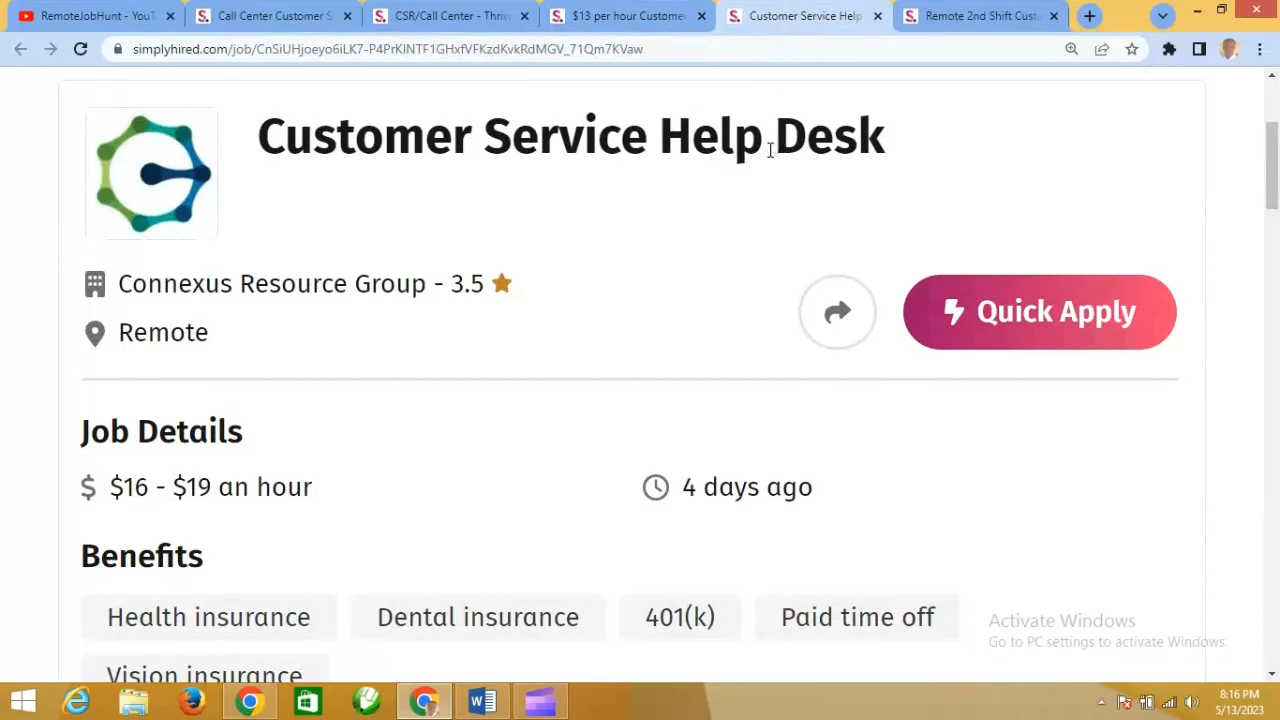 RemoteJobHunt - YouT
Call Center Customer S
CSR/Call Center - Thrive
$13 per hour Custome
Customer Service Help
Remote 2nd Shift Custo
simplyhired.com/job/CnSiUHjoeyo6iLK7-P4PrKINTF1GHxfVFKzdKvkRdMGV_71Qm7KVaw
Customer Service Help Desk
Connexus Resource Group - 3.5
Remote
Quick Apply
Job Details
$ $16 - $19 an hour
4 days ago
Benefits
Health insurance
Dental insurance
401(k)
Paid time off
Vision insurance
Activate Windows
Go to PC settings to activate Windows.
8:16 PM
5/13/2023